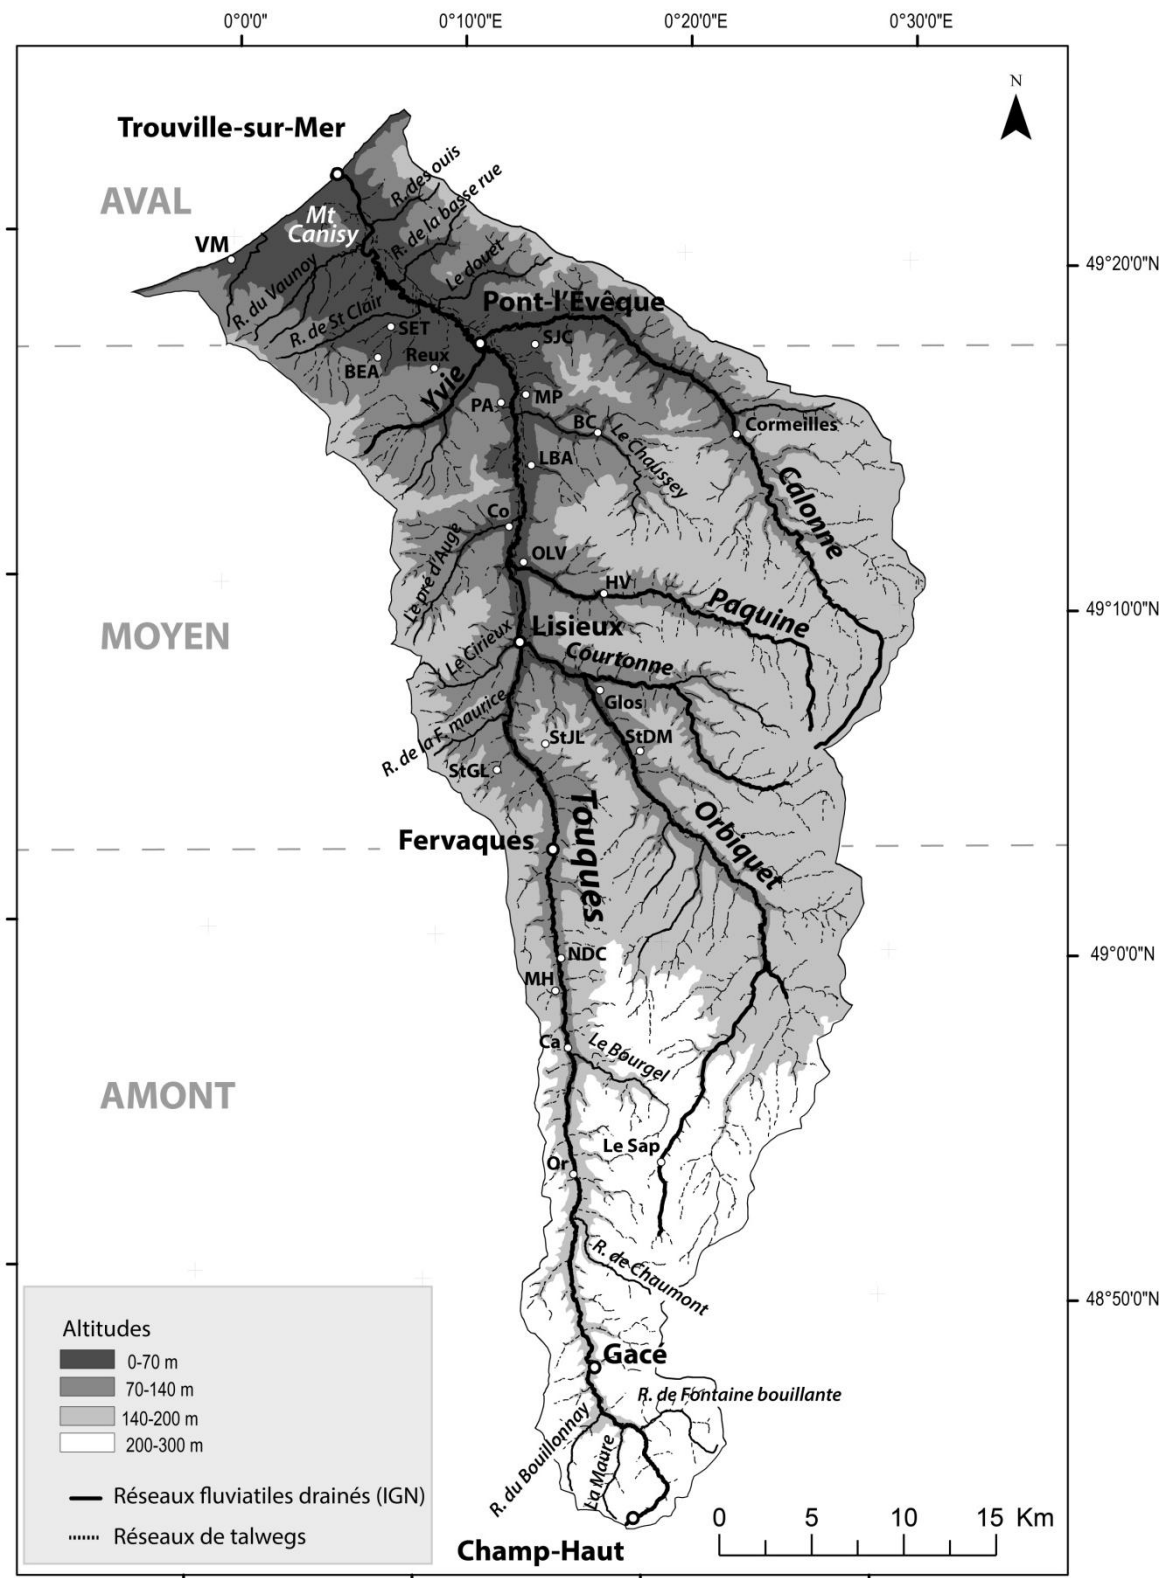 0°0'0"
0°10'0"E
0°20'0"E
0°30'0"E
N
Trouville-sur-Mer
R. des ouis
AVAL
R. de la basse rue
Mt
Canisy
VM
Le douet
49°20'0"N
R. du Vaunoy
Pont-l'Evêque
R. de St Clair
SET
SJC
Reux
BEA
Yvie
PA
MP
BC
Cormeilles
Le Chaussey
LBA
Calonne
Co
Le pré d'Auge
OLV
HV
Paquine
49°10'0"N
MOYEN
Lisieux
Le Cirieux
Courtonne
Glos
R. de la F. maurice
StJL
StDM
StGL
Touques
Orbiquet
Fervaques
NDC
49°0'0"N
MH
Ca
Le Bourgel
AMONT
Le Sap
Or
R. de Chaumont
48°50'0"N
Gacé
R. de Fontaine bouillante
R. du Bouillonnay
La Maure
Champ-Haut
Altitudes
0-70 m
70-140 m
140-200 m
200-300 m
Réseaux fluviatiles drainés (IGN)
Réseaux de talwegs
0 5 10 15 Km